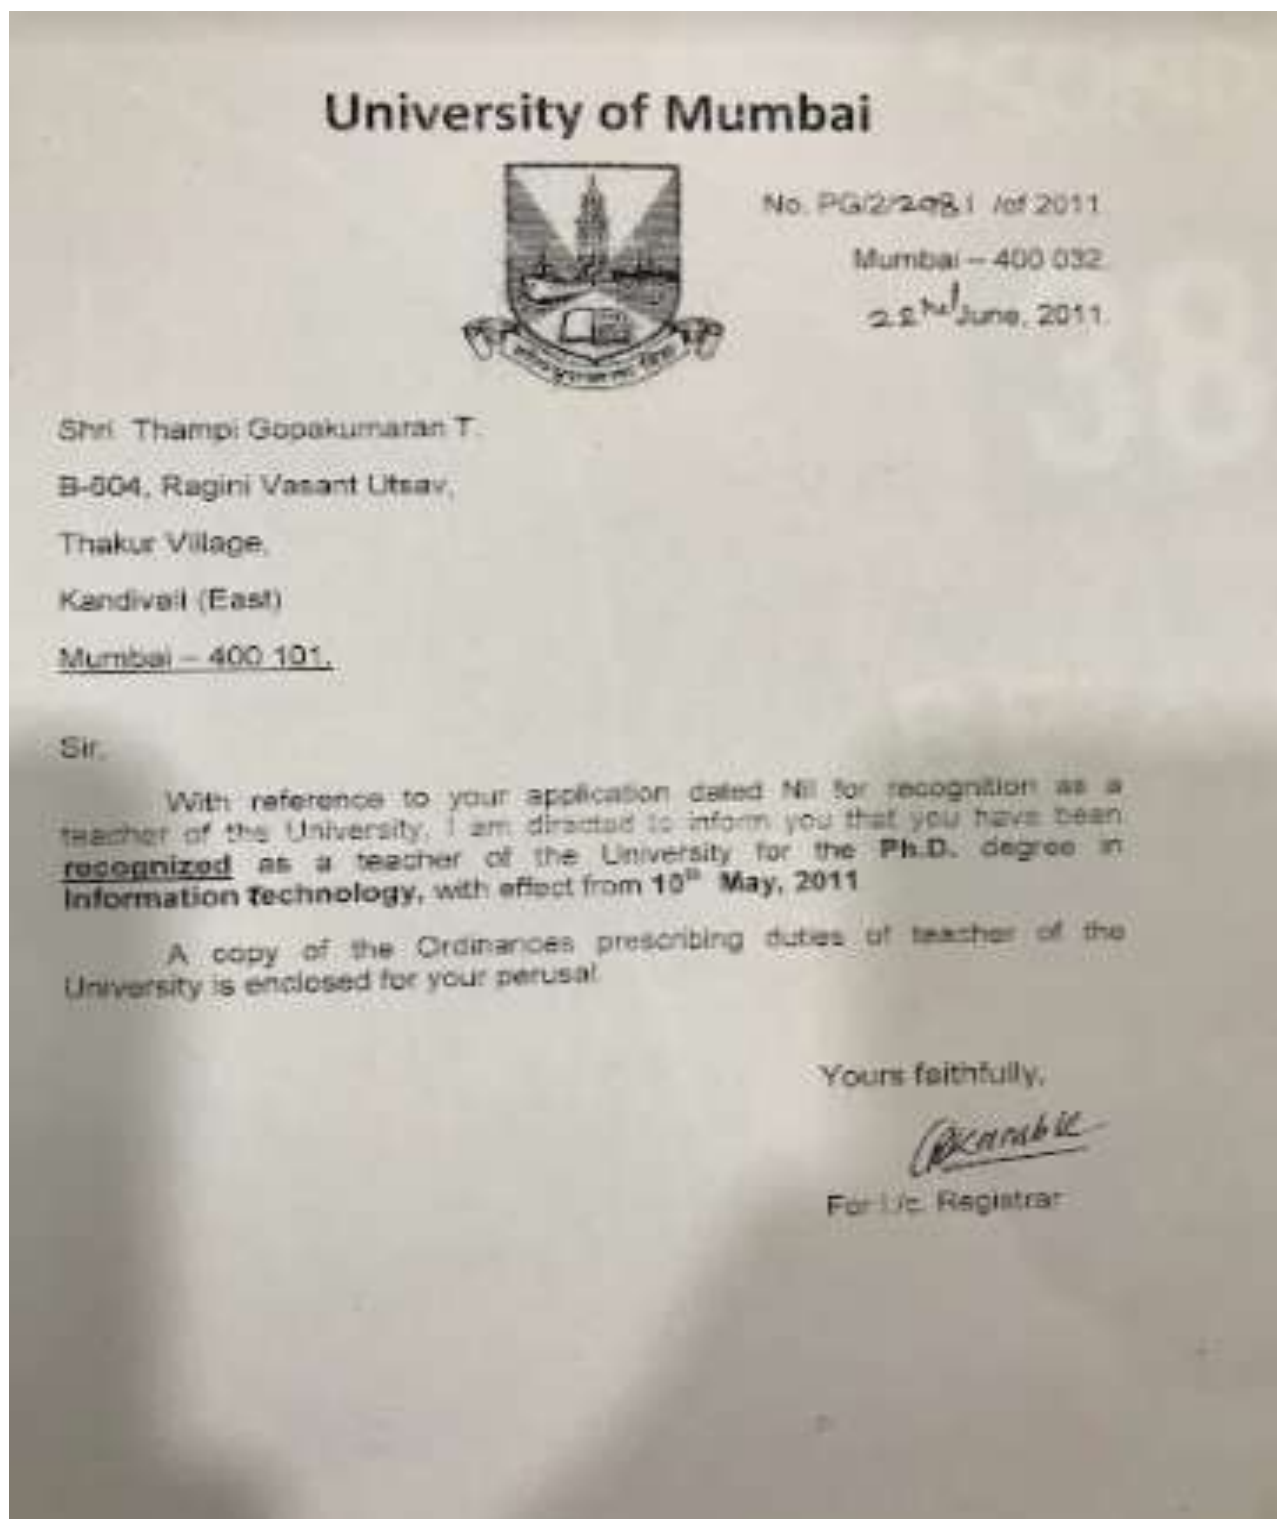 University of Mumbai
No. PG/2/2981 /of 2011.
Mumbai – 400 032.
22nd June, 2011.
Shri Thampi Gopakumaran T.
B-604, Ragini Vasant Utsav,
Thakur Village,
Kandivali (East)
Mumbai – 400 101.
Sir,
With reference to your application dated Nil for recognition as a
teacher of the University, I am directed to inform you that you have been
recognized as a teacher of the University for the Ph.D. degree in
Information Technology, with effect from 10th May, 2011
A copy of the Ordinances prescribing duties of teacher of the
University is enclosed for your perusal
Yours faithfully,
For I/c. Registrar